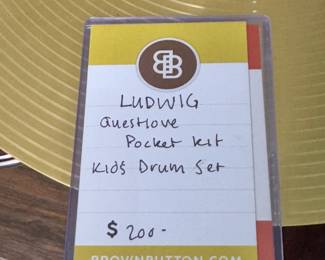 LUDWIG
Questlove
Pocket Kit
Kids Drum Set
$ 200-
BROWNBUTTON.COM